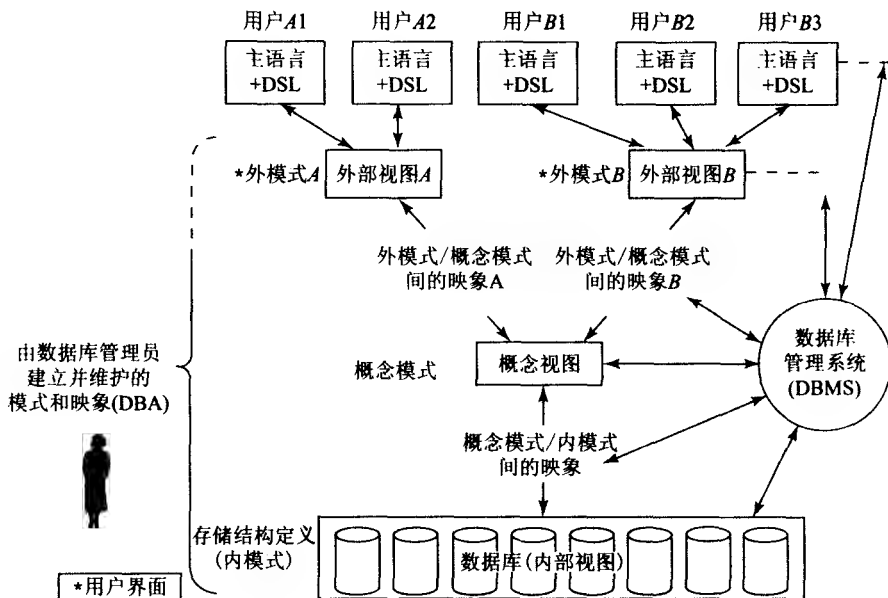 用户A1
用户A2
用户B1
用户B2
用户B3
主语言
+DSL
主语言
+DSL
主语言
+DSL
主语言
+DSL
主语言
+DSL
*外模式A
外部视图A
*外模式B
外部视图B
外模式/概念模式
间的映象A
外模式/概念模式
间的映象B
由数据库管理员
建立并维护的
模式和映象(DBA)
概念模式
概念视图
数据库
管理系统
(DBMS)
概念模式/内模式
间的映象
存储结构定义
(内模式)
数据库(内部视图)
*用户界面